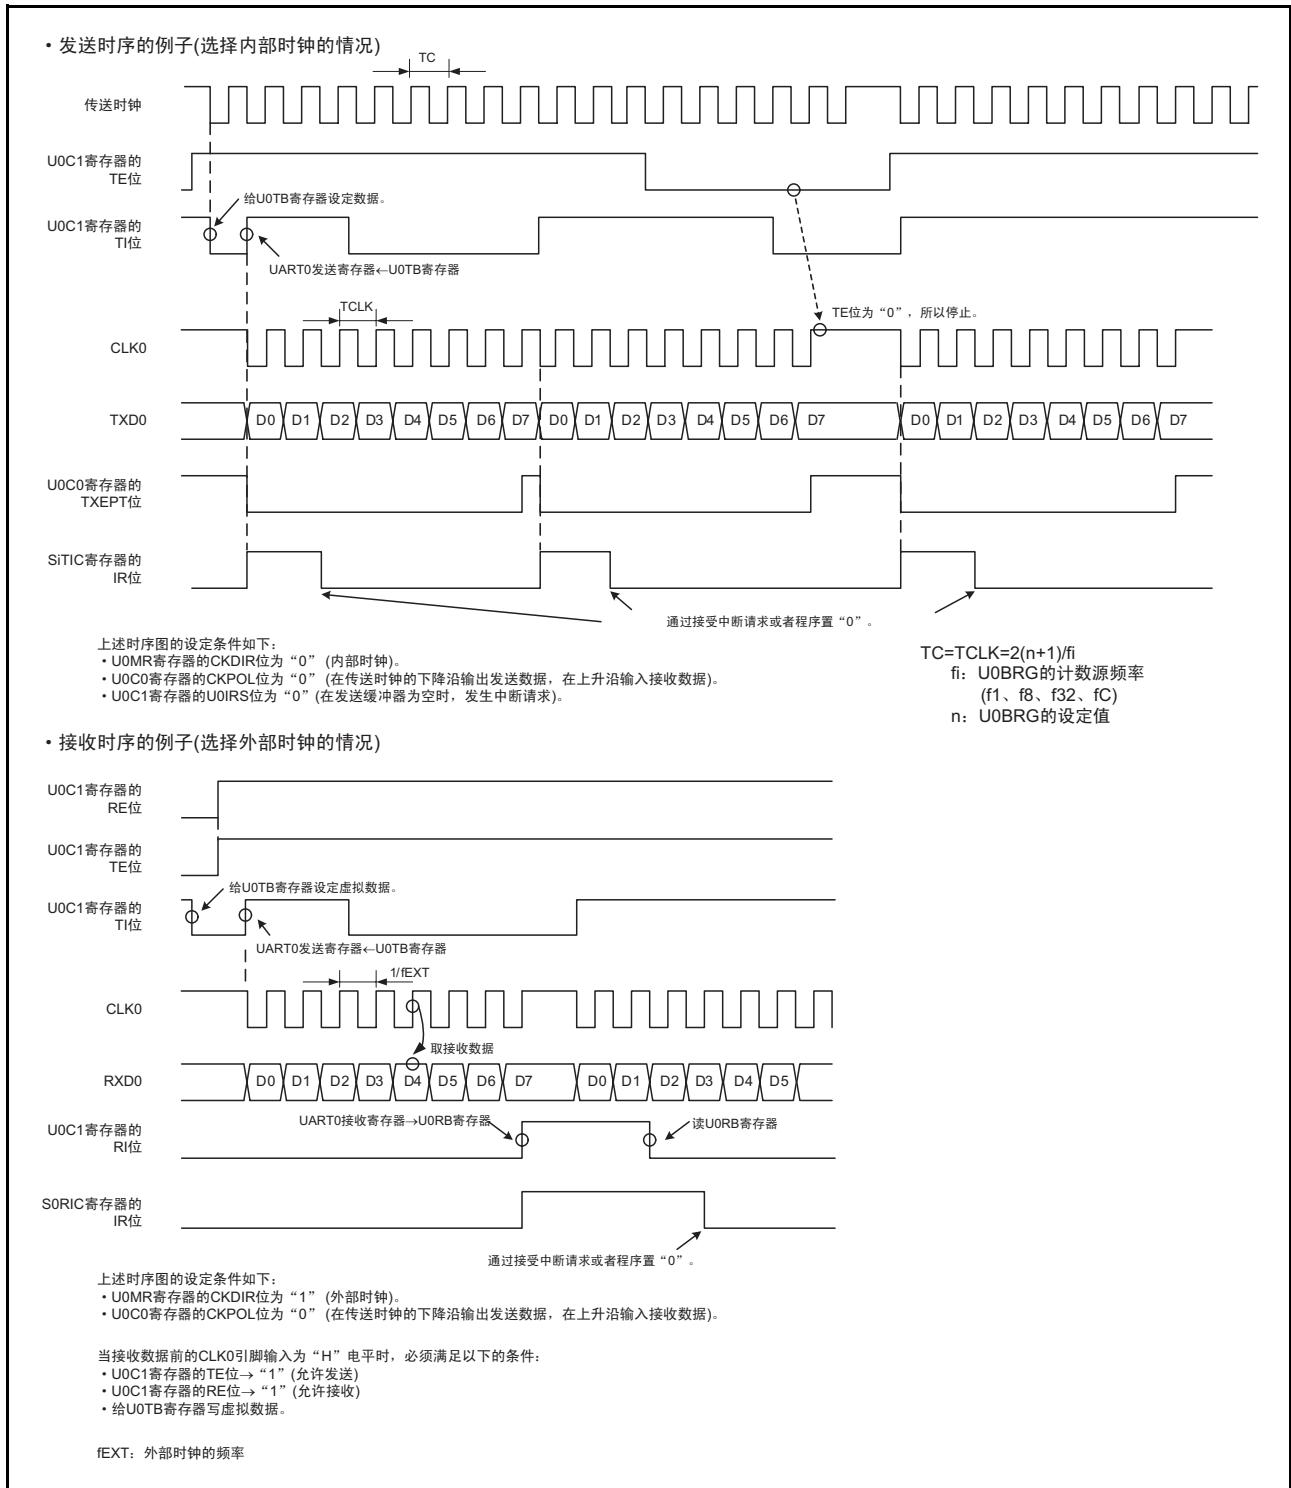 ・发送时序的例子(选择内部时钟的情况)
TC
传送时钟
U0C1寄存器的
TE位
给U0TB寄存器设定数据。
U0C1寄存器的
TI位
UART0发送寄存器←U0TB寄存器
TCLK
TE位为“0”，所以停止。
CLK0
TXD0
D0 D1 D2 D3 D4 D5 D6 D7 D0 D1 D2 D3 D4 D5 D6 D7 D0 D1 D2 D3 D4 D5 D6 D7
U0C0寄存器的
TXEPT位
SiTIC寄存器的
IR位
通过接受中断请求或者程序置“0”。
上述时序图的设定条件如下：
・U0MR寄存器的CKDIR位为“0” (内部时钟)。
・U0C0寄存器的CKPOL位为“0” (在传送时钟的下降沿输出发送数据，在上升沿输入接收数据)。
・U0C1寄存器的U0IRS位为“0”(在发送缓冲器为空时，发生中断请求)。
TC=TCLK=2(n+1)/fi
fi：U0BRG的计数源频率
(f1、f8、f32、fC)
n：U0BRG的设定值
・接收时序的例子(选择外部时钟的情况)
U0C1寄存器的
RE位
U0C1寄存器的
TE位
给U0TB寄存器设定虚拟数据。
U0C1寄存器的
TI位
UART0发送寄存器←U0TB寄存器
1/fEXT
CLK0
取接收数据
RXD0
D0 D1 D2 D3 D4 D5 D6 D7 D0 D1 D2 D3 D4 D5
UART0接收寄存器→U0RB寄存器
读U0RB寄存器
U0C1寄存器的
RI位
S0RIC寄存器的
IR位
通过接受中断请求或者程序置“0”。
上述时序图的设定条件如下：
・U0MR寄存器的CKDIR位为“1” (外部时钟)。
・U0C0寄存器的CKPOL位为“0” (在传送时钟的下降沿输出发送数据，在上升沿输入接收数据)。
当接收数据前的CLK0引脚输入为“H”电平时，必须满足以下的条件：
・U0C1寄存器的TE位→“1”(允许发送)
・U0C1寄存器的RE位→“1”(允许接收)
・给U0TB寄存器写虚拟数据。
fEXT：外部时钟的频率